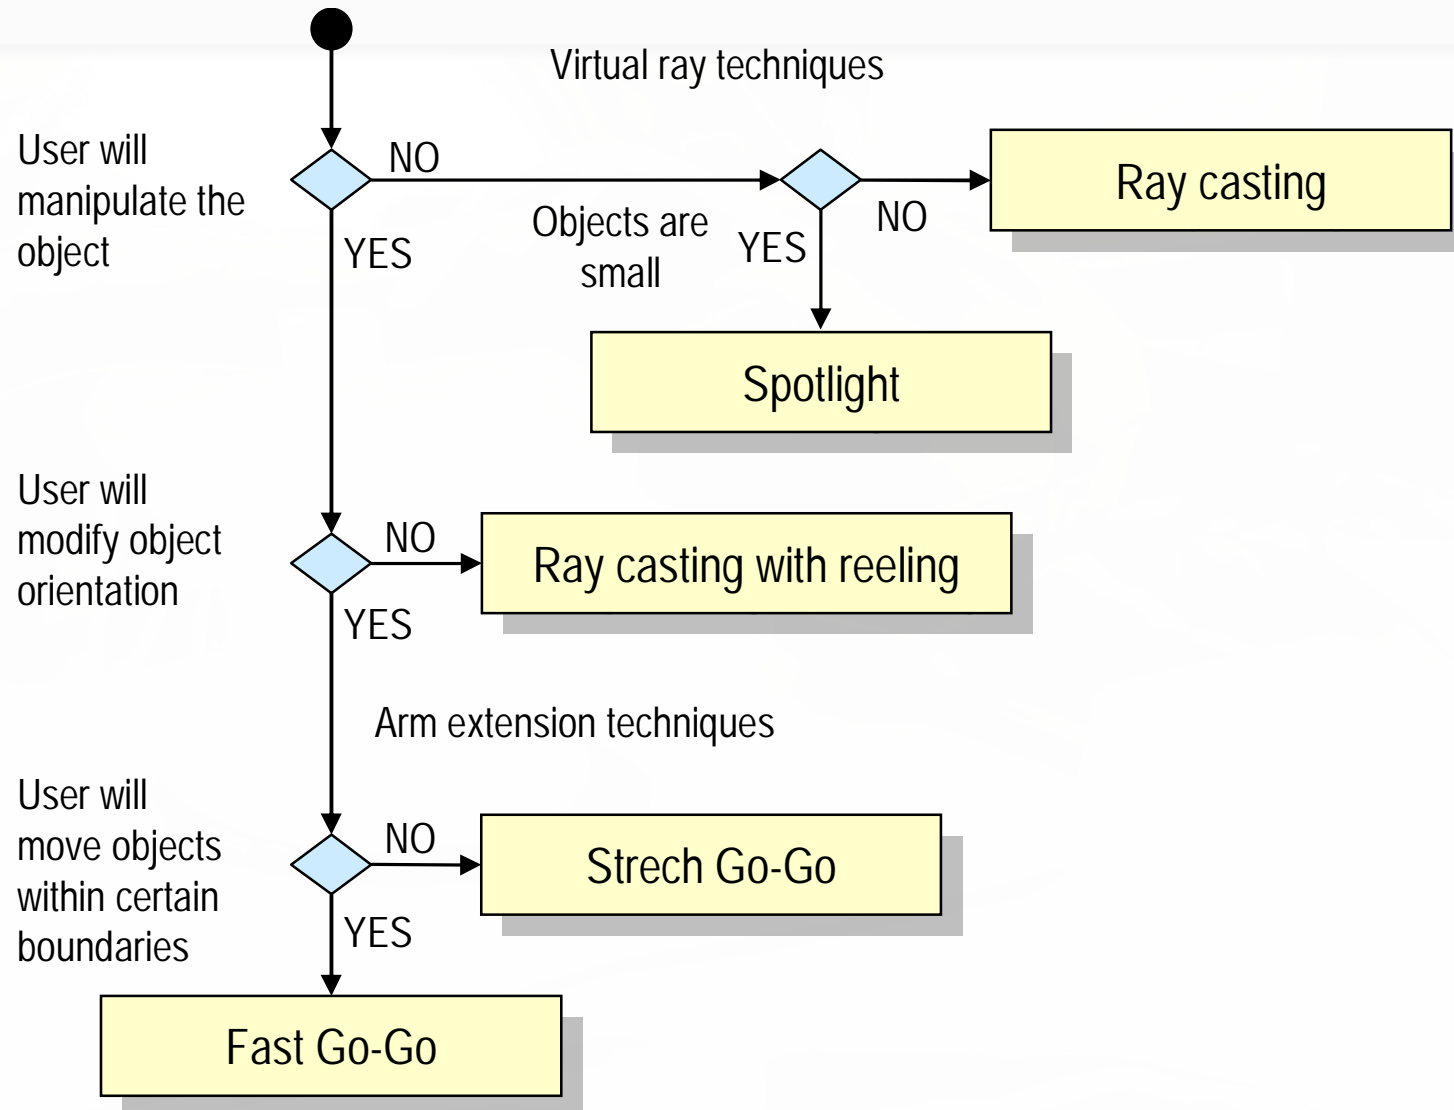 Virtual ray techniques
User will
manipulate the
object
NO
YES
Objects are
small
YES
NO
Ray casting
Spotlight
User will
modify object
orientation
NO
Ray casting with reeling
YES
Arm extension techniques
User will
move objects
within certain
boundaries
NO
Strech Go-Go
YES
Fast Go-Go